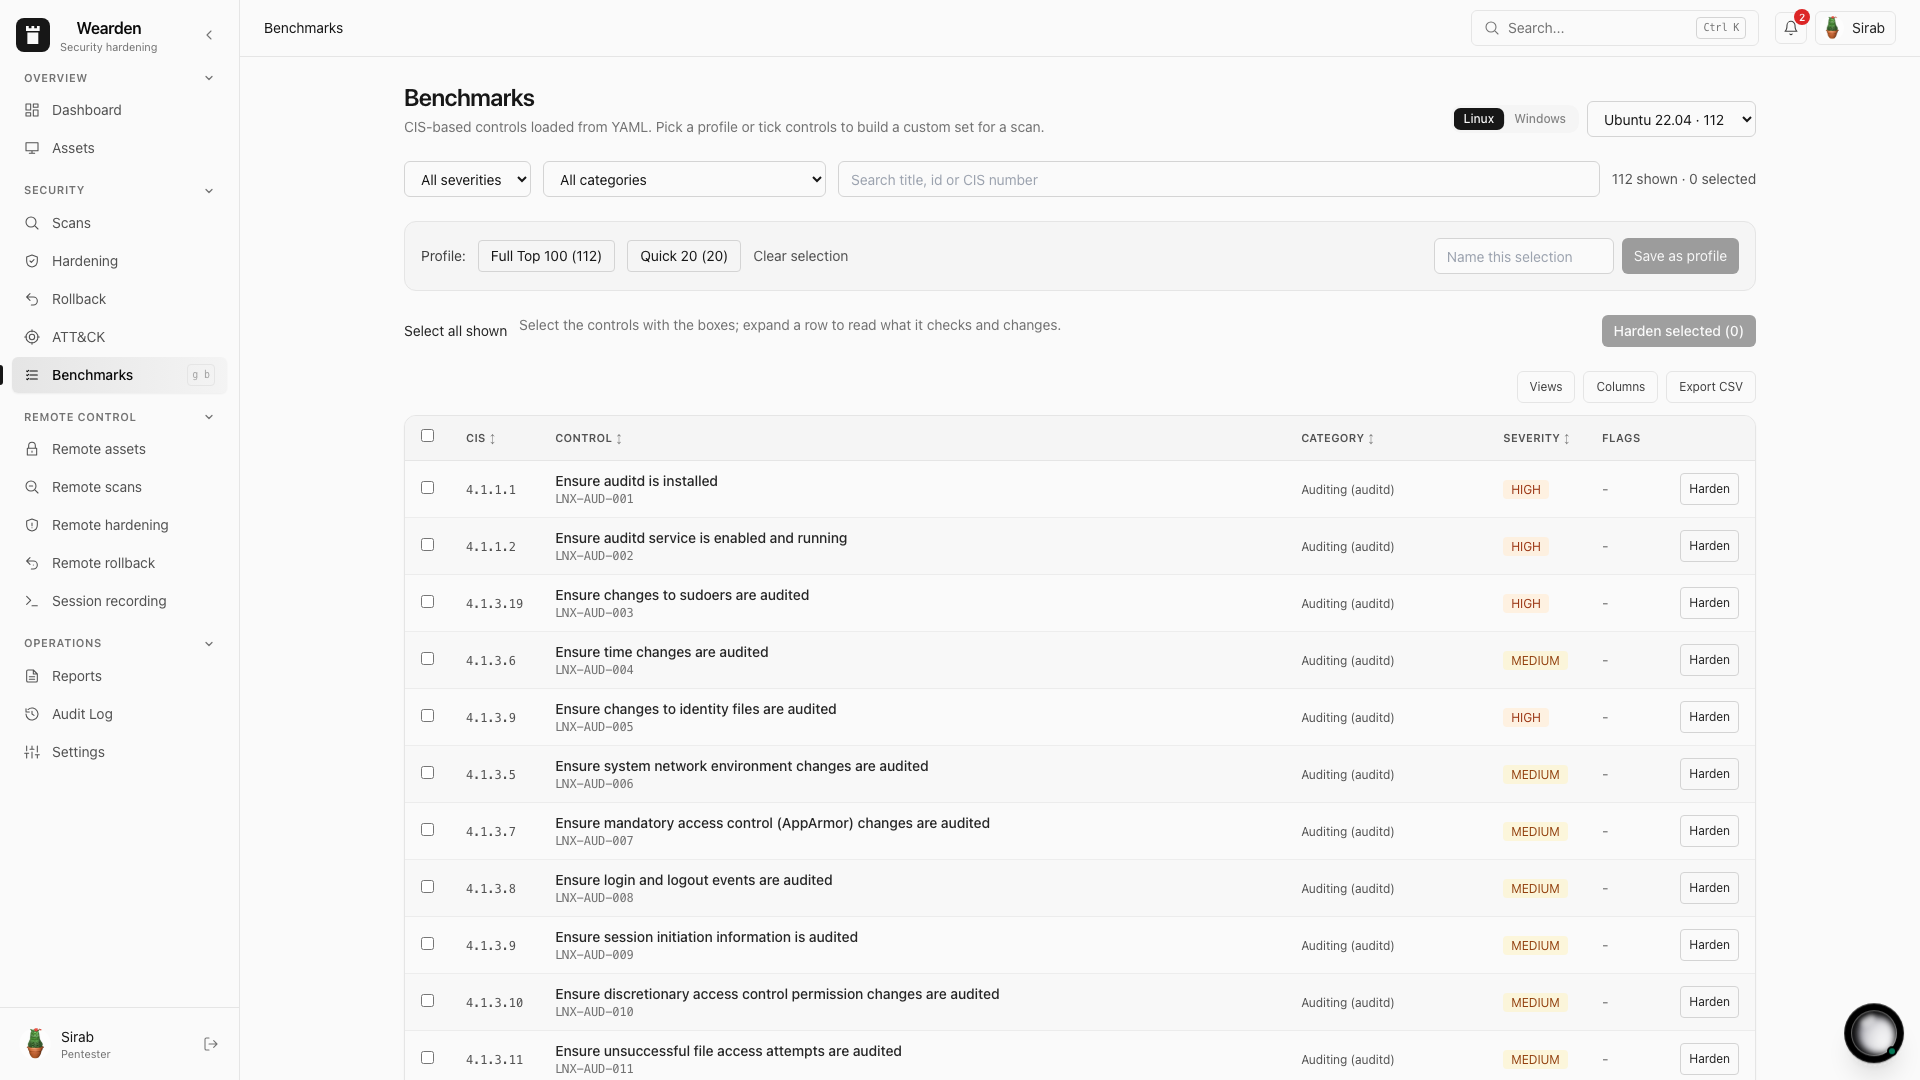 Wearden
Security hardening
OVERVIEW
Dashboard
Assets
SECURITY
Scans
Hardening
Rollback
ATT&CK
Benchmarks g b
REMOTE CONTROL
Remote assets
Remote scans
Remote hardening
Remote rollback
Session recording
OPERATIONS
Reports
Audit Log
Settings
Sirab
Pentester
Benchmarks
Search... Ctrl K
2
Sirab
Benchmarks
CIS-based controls loaded from YAML. Pick a profile or tick controls to build a custom set for a scan.
Linux Windows Ubuntu 22.04 · 112
All severities All categories Search title, id or CIS number 112 shown · 0 selected
Profile: Full Top 100 (112) Quick 20 (20) Clear selection Name this selection Save as profile
Select all shown Select the controls with the boxes; expand a row to read what it checks and changes. Harden selected (0)
Views Columns Export CSV
CIS CONTROL CATEGORY SEVERITY FLAGS
4.1.1.1 Ensure auditd is installed Auditing (auditd) HIGH - Harden
LNX-AUD-001
4.1.1.2 Ensure auditd service is enabled and running Auditing (auditd) HIGH - Harden
LNX-AUD-002
4.1.3.19 Ensure changes to sudoers are audited Auditing (auditd) HIGH - Harden
LNX-AUD-003
4.1.3.6 Ensure time changes are audited Auditing (auditd) MEDIUM - Harden
LNX-AUD-004
4.1.3.9 Ensure changes to identity files are audited Auditing (auditd) HIGH - Harden
LNX-AUD-005
4.1.3.5 Ensure system network environment changes are audited Auditing (auditd) MEDIUM - Harden
LNX-AUD-006
4.1.3.7 Ensure mandatory access control (AppArmor) changes are audited Auditing (auditd) MEDIUM - Harden
LNX-AUD-007
4.1.3.8 Ensure login and logout events are audited Auditing (auditd) MEDIUM - Harden
LNX-AUD-008
4.1.3.9 Ensure session initiation information is audited Auditing (auditd) MEDIUM - Harden
LNX-AUD-009
4.1.3.10 Ensure discretionary access control permission changes are audited Auditing (auditd) MEDIUM - Harden
LNX-AUD-010
4.1.3.11 Ensure unsuccessful file access attempts are audited Auditing (auditd) MEDIUM - Harden
LNX-AUD-011